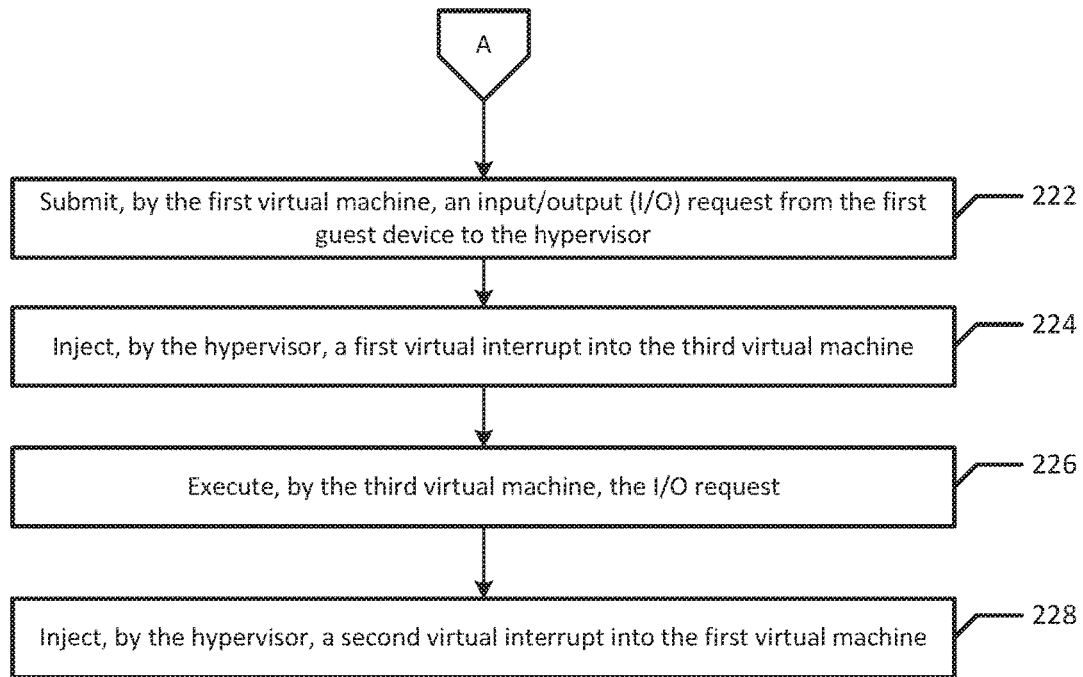 A
Submit, by the first virtual machine, an input/output (I/O) request from the first
guest device to the hypervisor
222
Inject, by the hypervisor, a first virtual interrupt into the third virtual machine
224
Execute, by the third virtual machine, the I/O request
226
Inject, by the hypervisor, a second virtual interrupt into the first virtual machine
228